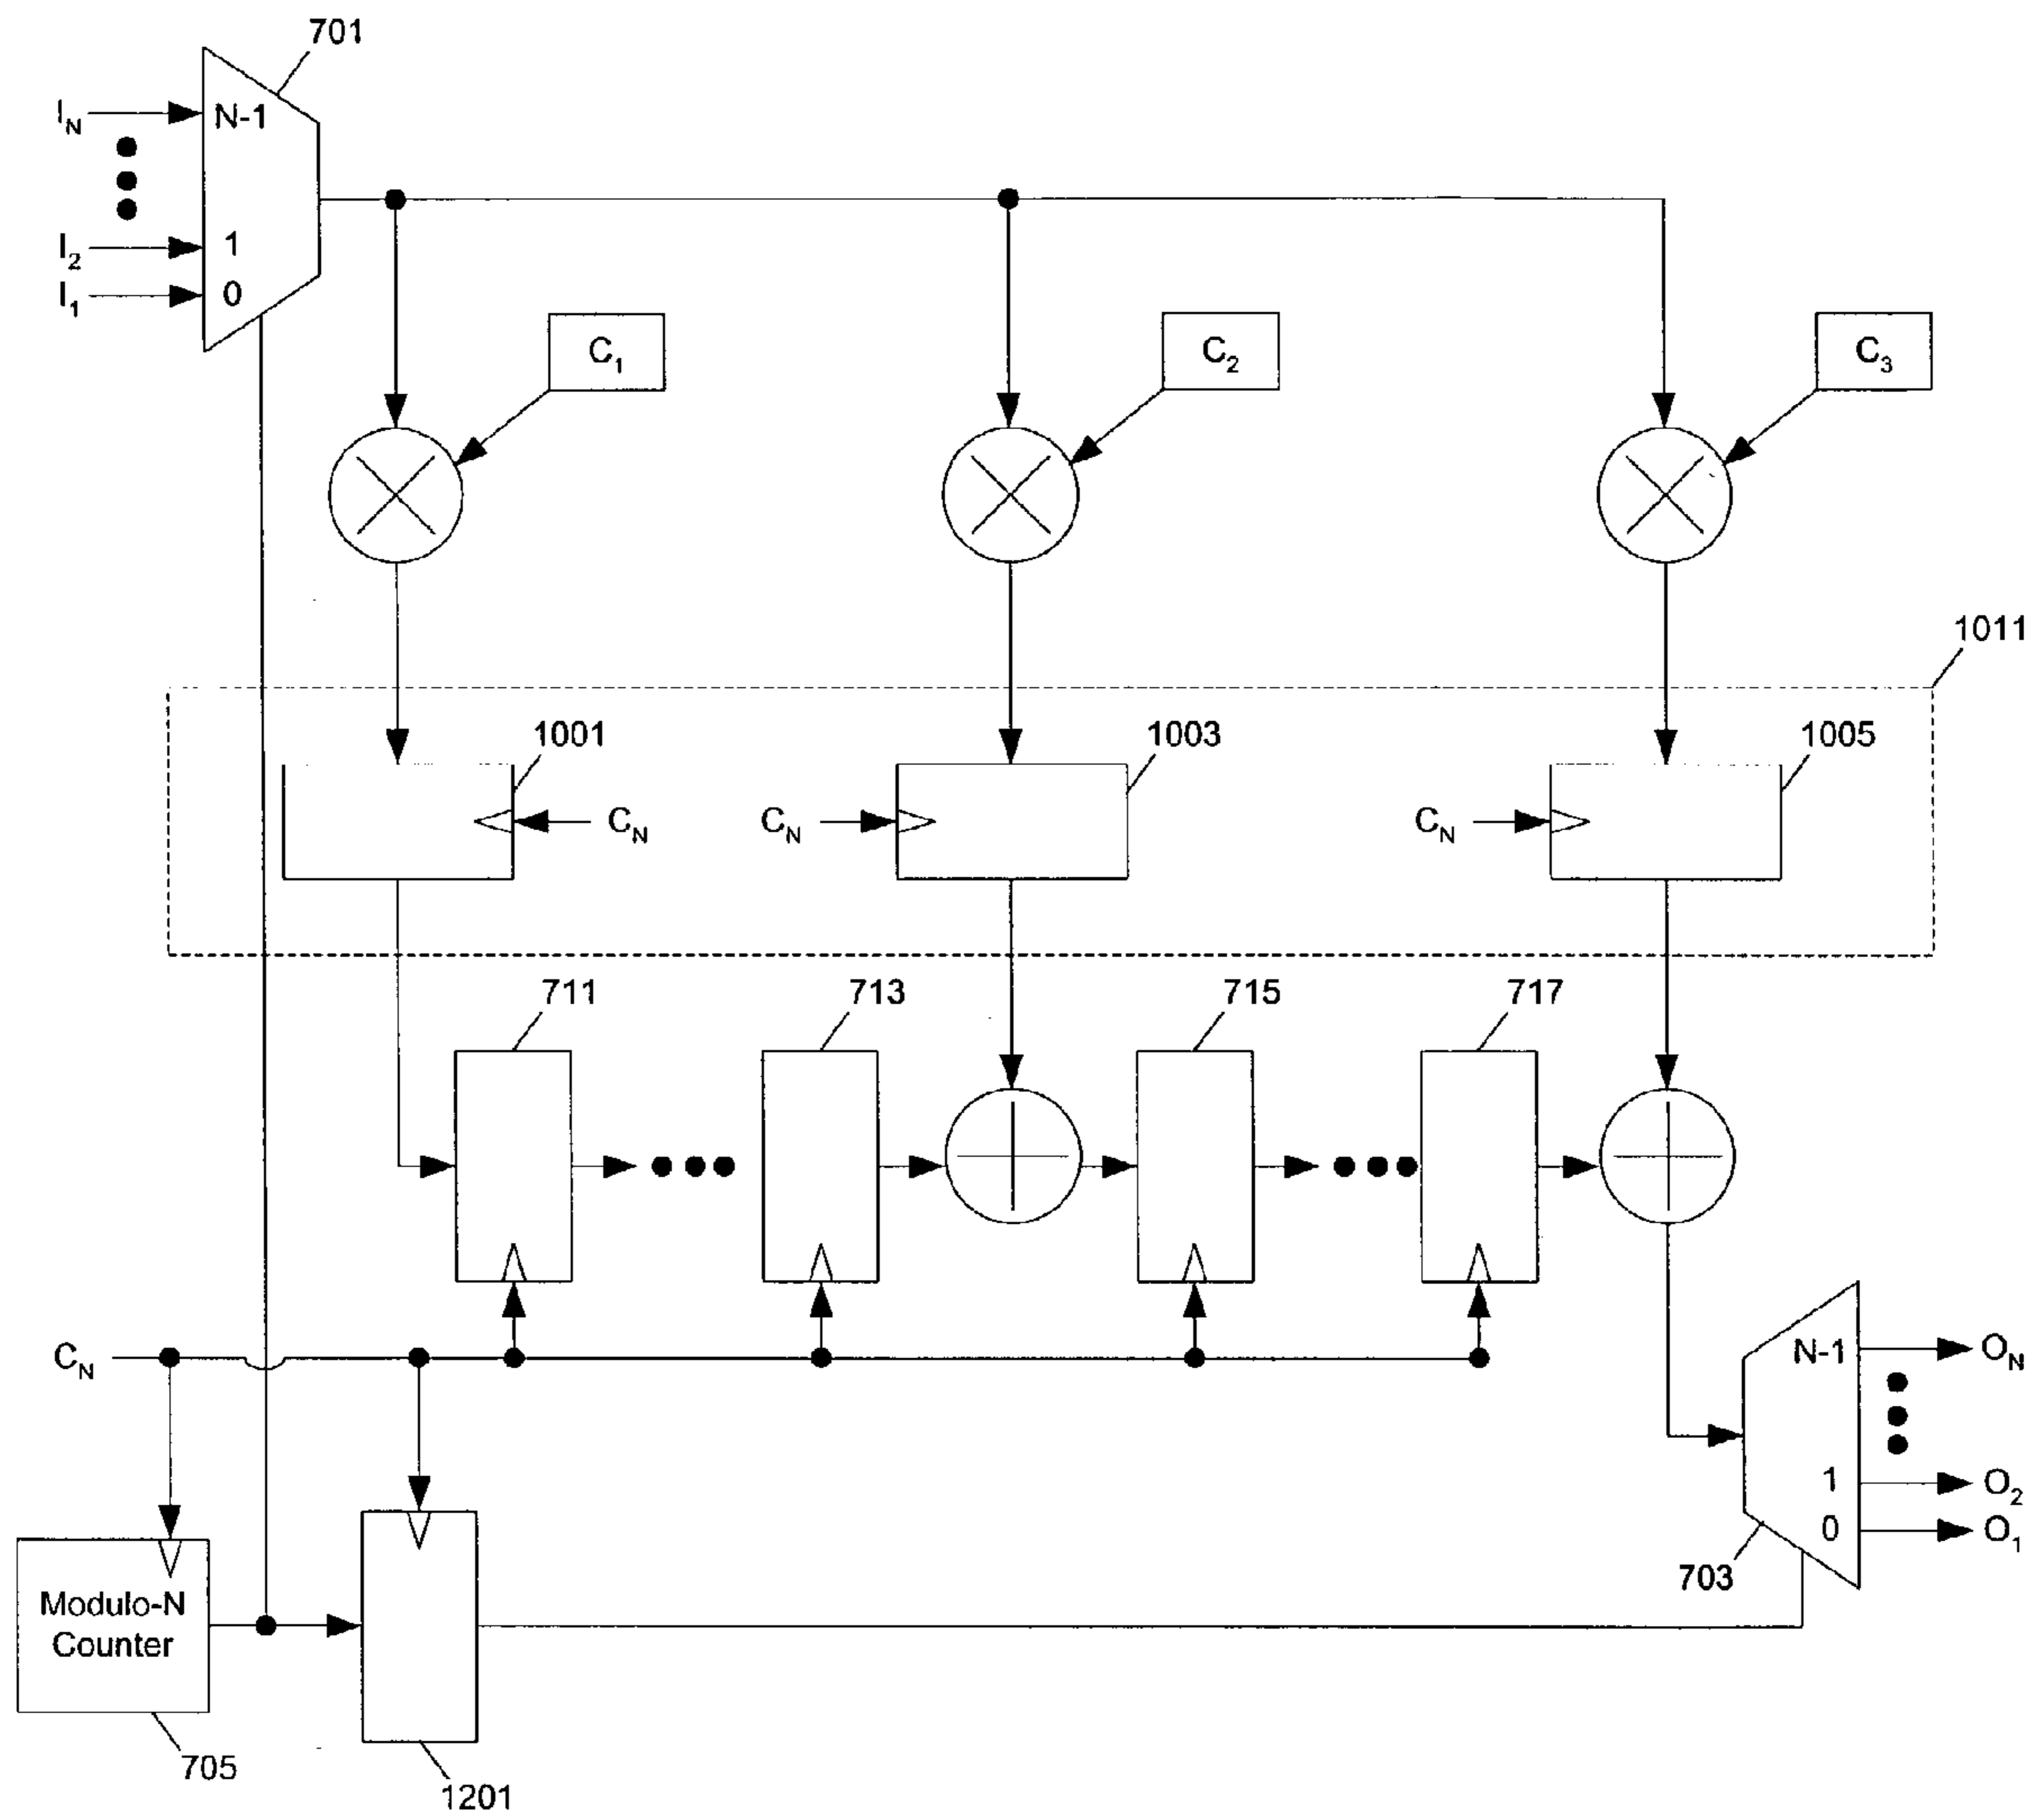 701
I_N
N-1
I_2
1
I_1
0
C_1
C_2
C_3
1011
1001
1003
1005
C_N
C_N
C_N
711
713
715
717
C_N
N-1
O_N
1
O_2
0
O_1
703
Modulo-N
Counter
705
1201